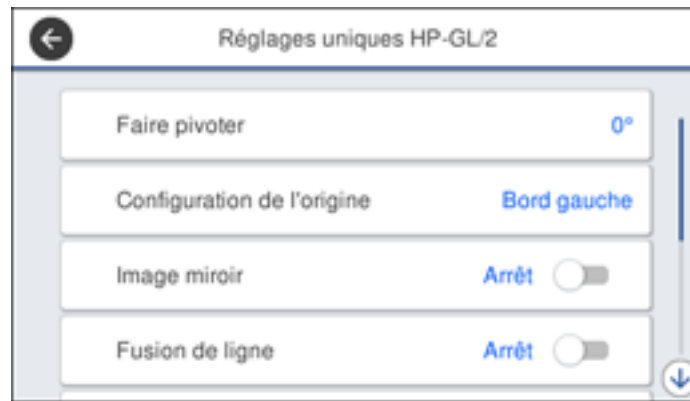 Réglages uniques HP-GL/2
Faire pivoter 0°
Configuration de l'origine Bord gauche
Image miroir Arrêt
Fusion de ligne Arrêt